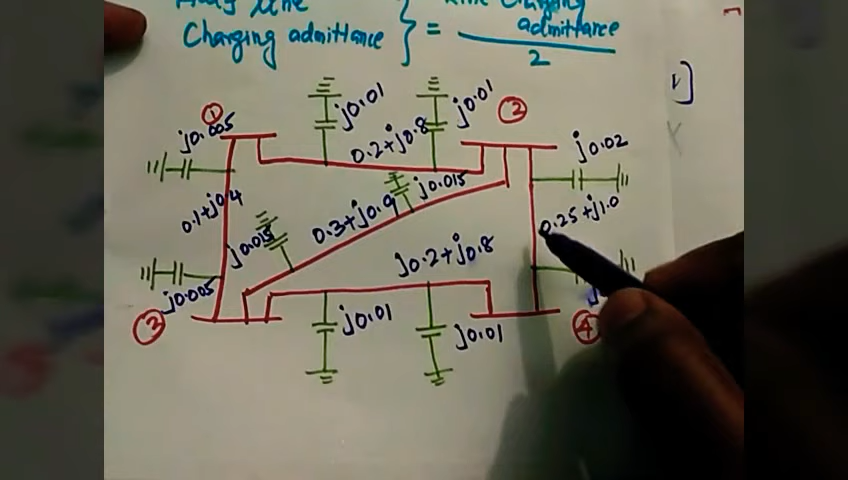 Charging admittance } = Line Charging admittance
2
①
j0.005
j0.01
j0.01
②
0.2+j0.8
j0.02
0.1+j0.4
j0.015
0.3+j0.9
0.25+j1.0
j0.015
j0.2+j0.8
j0.005
③
j0.01
j0.01
④